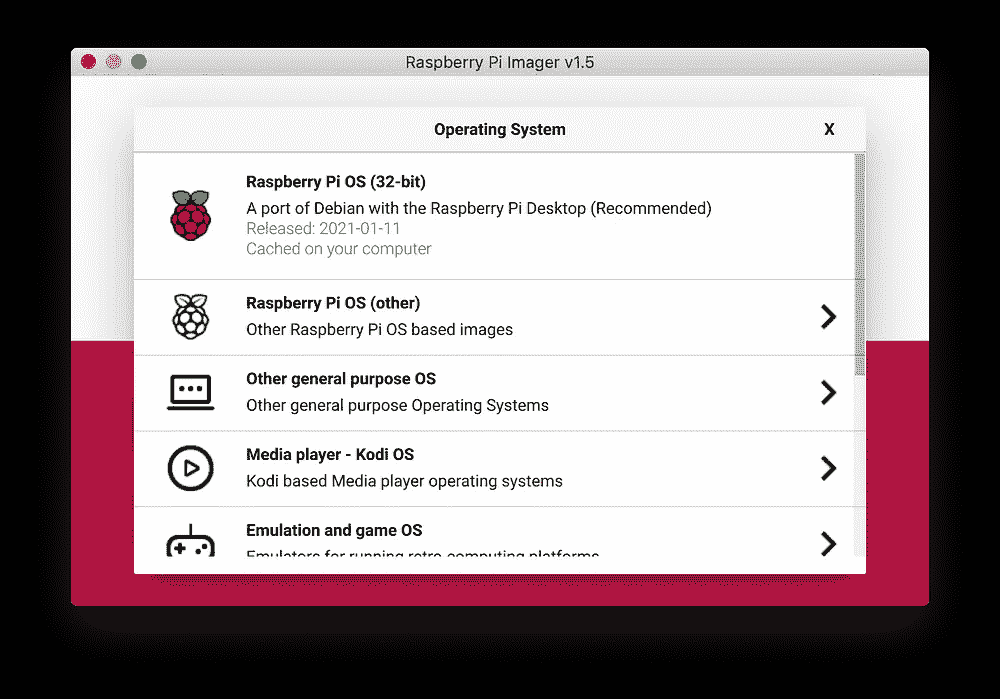 Raspberry Pi Imager v1.5
Operating System X
Raspberry Pi OS (32-bit)
A port of Debian with the Raspberry Pi Desktop (Recommended)
Released: 2021-01-11
Cached on your computer
Raspberry Pi OS (other)
Other Raspberry Pi OS based images
Other general purpose OS
Other general purpose Operating Systems
Media player - Kodi OS
Kodi based Media player operating systems
Emulation and game OS
Emulators for running retro-computing platforms